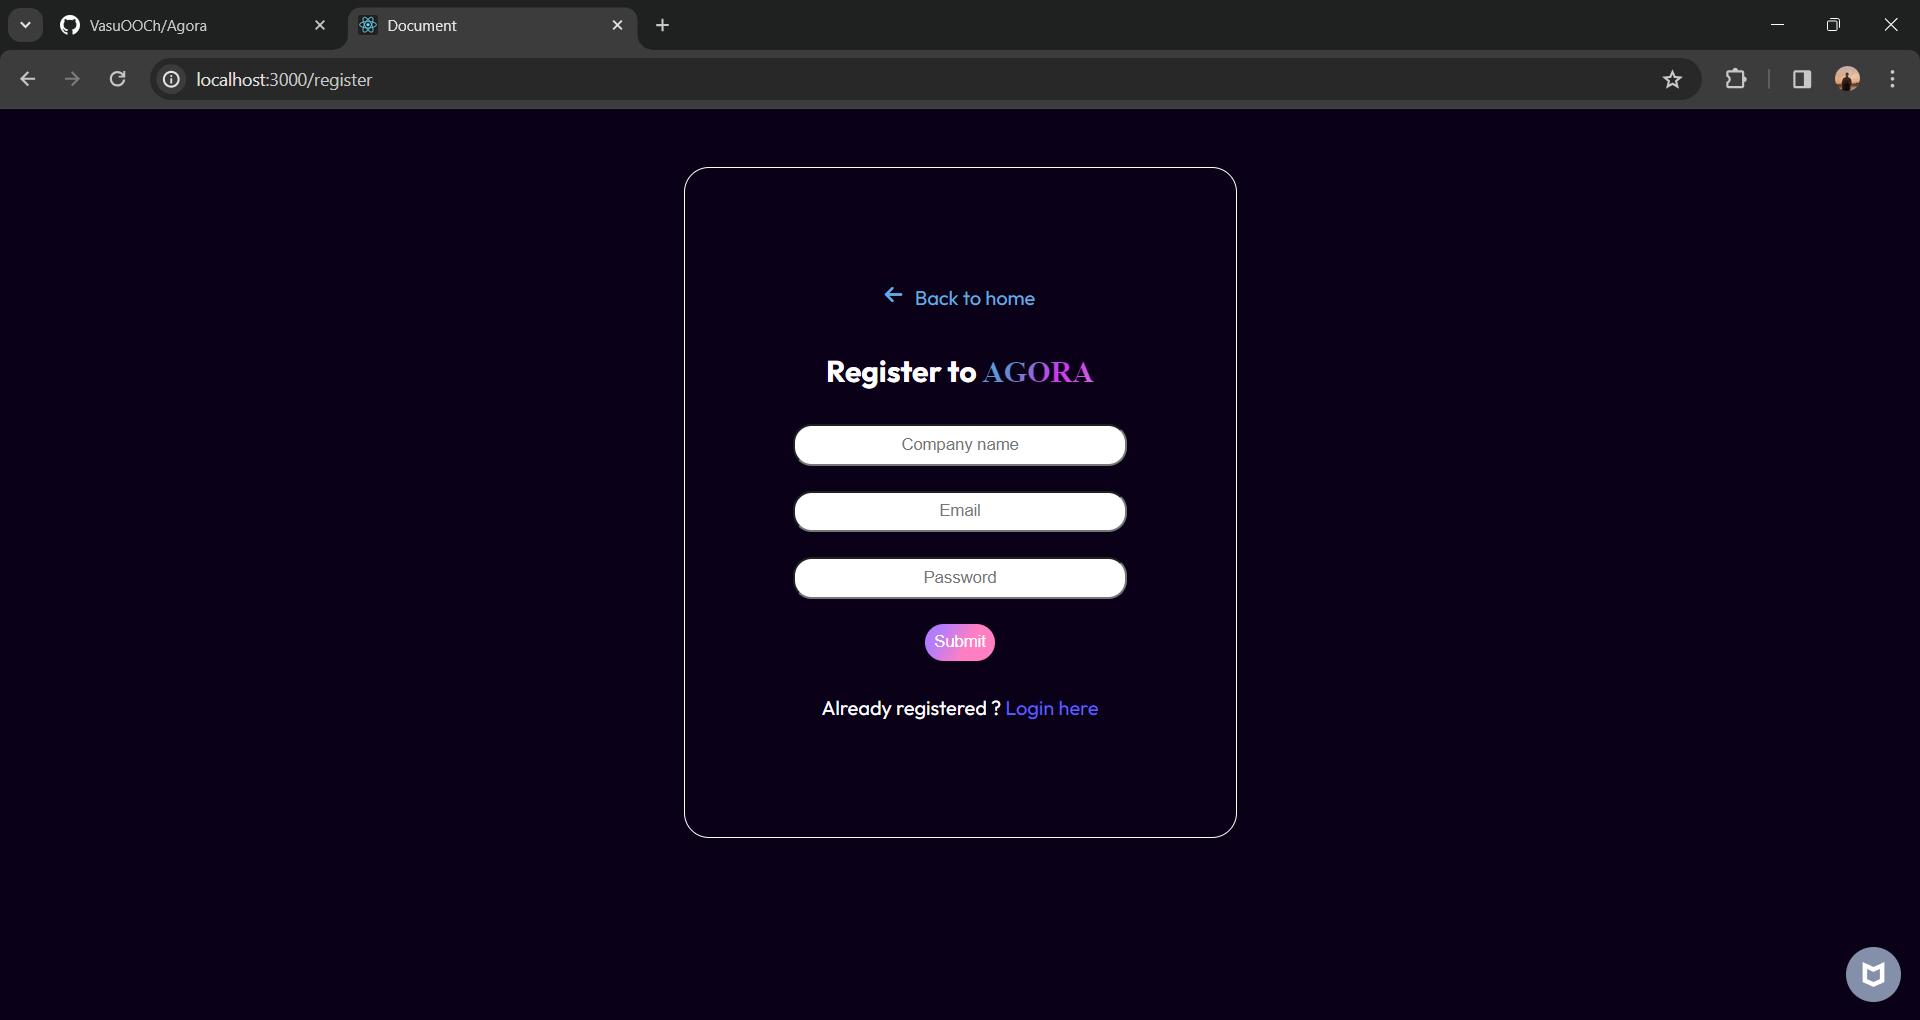 VasuOOCh/Agora
Document
localhost:3000/register
Back to home
Register to AGORA
Company name
Email
Password
Submit
Already registered ? Login here